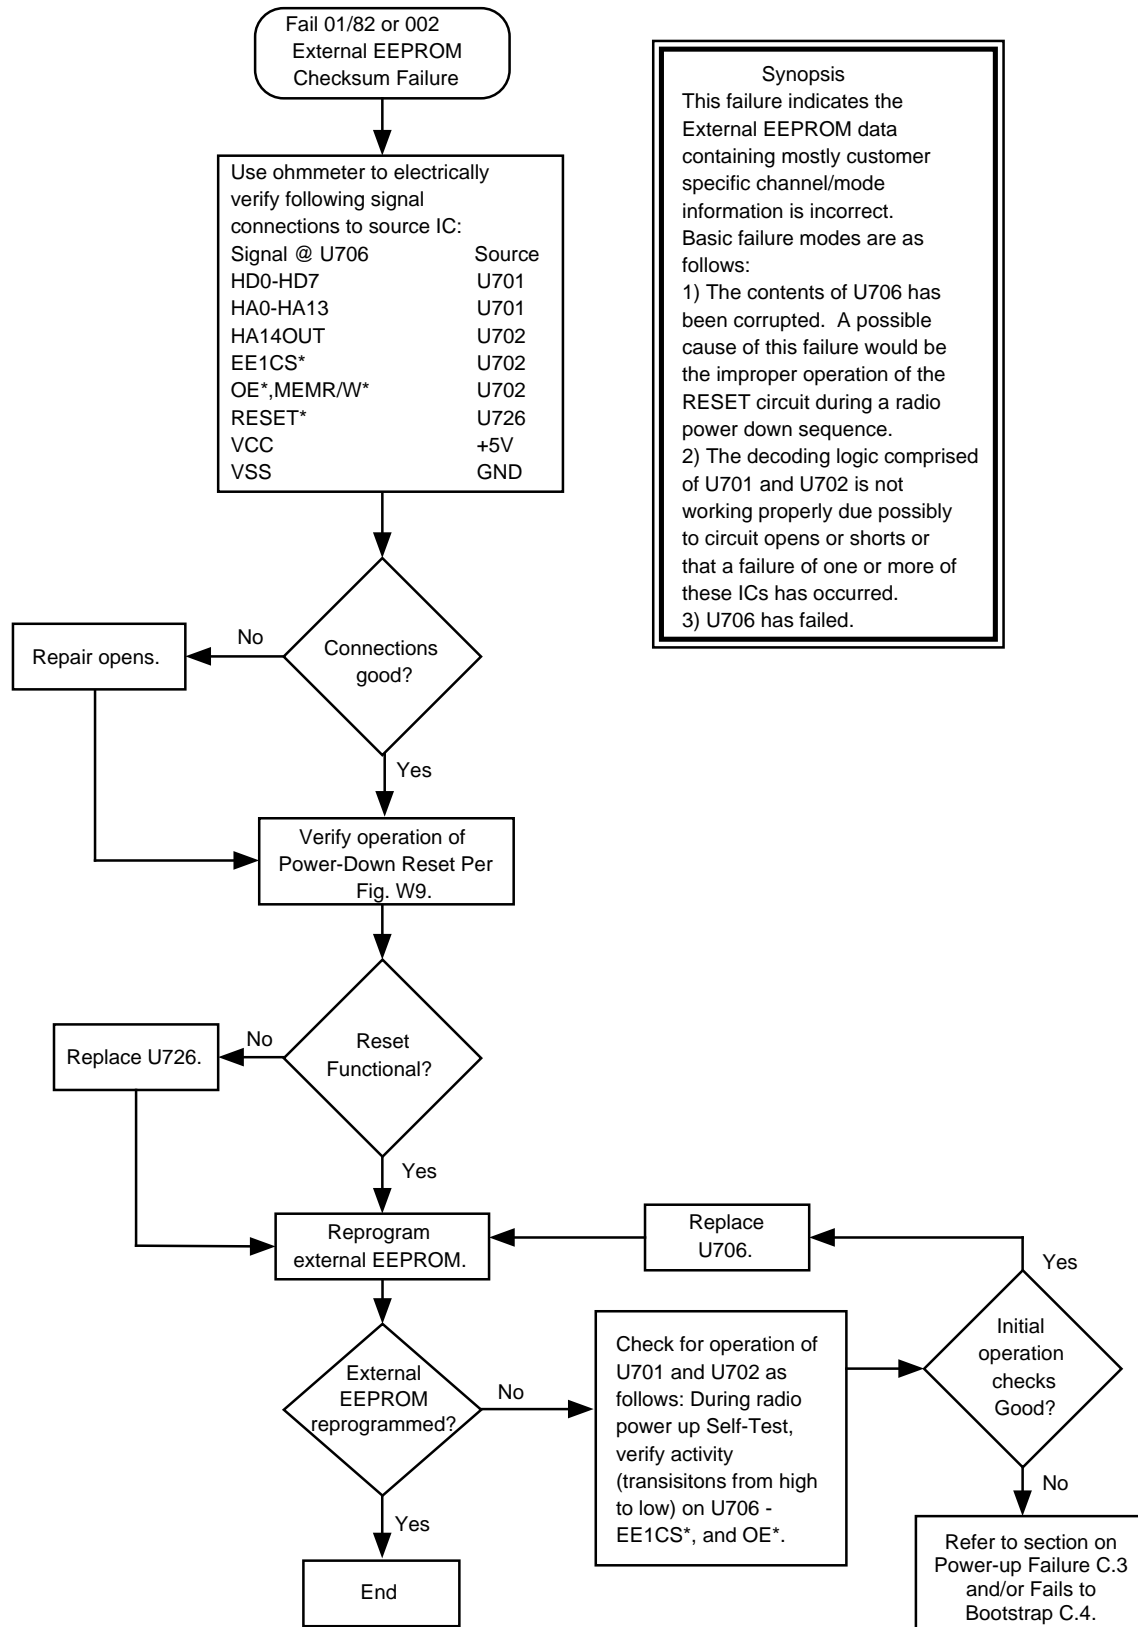 Fail 01/82 or 002
External EEPROM
Checksum Failure
Use ohmmeter to electrically
verify following signal
connections to source IC:
Signal @ U706 Source
HD0-HD7 U701
HA0-HA13 U701
HA14OUT U702
EE1CS* U702
OE*,MEMR/W* U702
RESET* U726
VCC +5V
VSS GND
Synopsis
This failure indicates the
External EEPROM data
containing mostly customer
specific channel/mode
information is incorrect.
Basic failure modes are as
follows:
1) The contents of U706 has
been corrupted. A possible
cause of this failure would be
the improper operation of the
RESET circuit during a radio
power down sequence.
2) The decoding logic comprised
of U701 and U702 is not
working properly due possibly
to circuit opens or shorts or
that a failure of one or more of
these ICs has occurred.
3) U706 has failed.
Connections
good?
No
Repair opens.
Yes
Verify operation of
Power-Down Reset Per
Fig. W9.
Reset
Functional?
No
Replace U726.
Yes
Reprogram
external EEPROM.
Replace
U706.
Yes
External
EEPROM
reprogrammed?
No
Check for operation of
U701 and U702 as
follows: During radio
power up Self-Test,
verify activity
(transisitons from high
to low) on U706 -
EE1CS*, and OE*.
Initial
operation
checks
Good?
No
Yes
End
Refer to section on
Power-up Failure C.3
and/or Fails to
Bootstrap C.4.